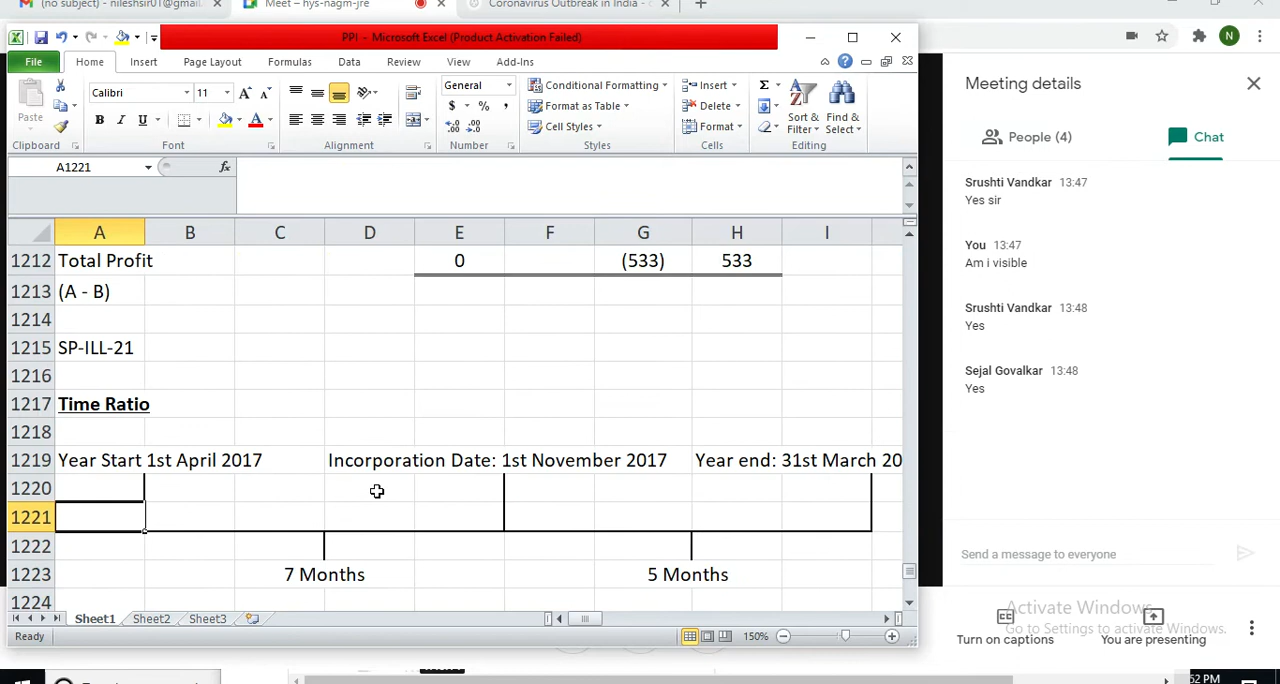 (no subject) - nileshsir01@gmail.
Meet – hys-nagm-jre
Coronavirus Outbreak in India - c
PPI - Microsoft Excel (Product Activation Failed)
N
File Home Insert Page Layout Formulas Data Review View Add-Ins
Paste
Calibri 11
General
Conditional Formatting
Format as Table
Cell Styles
Insert
Delete
Format
Sort & Filter
Find & Select
Clipboard Font Alignment Number Styles Cells Editing
A1221 fx
A B C D E F G H I
1212 Total Profit 0 (533) 533
1213 (A - B)
1214
1215 SP-ILL-21
1216
1217 Time Ratio
1218
1219 Year Start 1st April 2017 Incorporation Date: 1st November 2017 Year end: 31st March 20
1220
1221
1222
1223 7 Months 5 Months
1224
Sheet1 Sheet2 Sheet3
Ready 150%
Meeting details
People (4) Chat
Srushti Vandkar 13:47
Yes sir
You 13:47
Am i visible
Srushti Vandkar 13:48
Yes
Sejal Govalkar 13:48
Yes
Send a message to everyone
Activate Windows
Go to Settings to activate Windows.
Turn on captions
You are presenting
52 PM